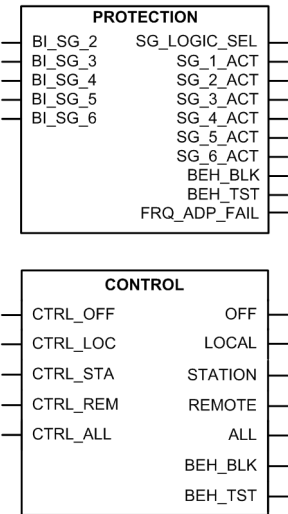 PROTECTION
BI_SG_2 SG_LOGIC_SEL
BI_SG_3 SG_1_ACT
BI_SG_4 SG_2_ACT
BI_SG_5 SG_3_ACT
BI_SG_6 SG_4_ACT
SG_5_ACT
SG_6_ACT
BEH_BLK
BEH_TST
FRQ_ADP_FAIL
CONTROL
CTRL_OFF OFF
CTRL_LOC LOCAL
CTRL_STA STATION
CTRL_REM REMOTE
CTRL_ALL ALL
BEH_BLK
BEH_TST